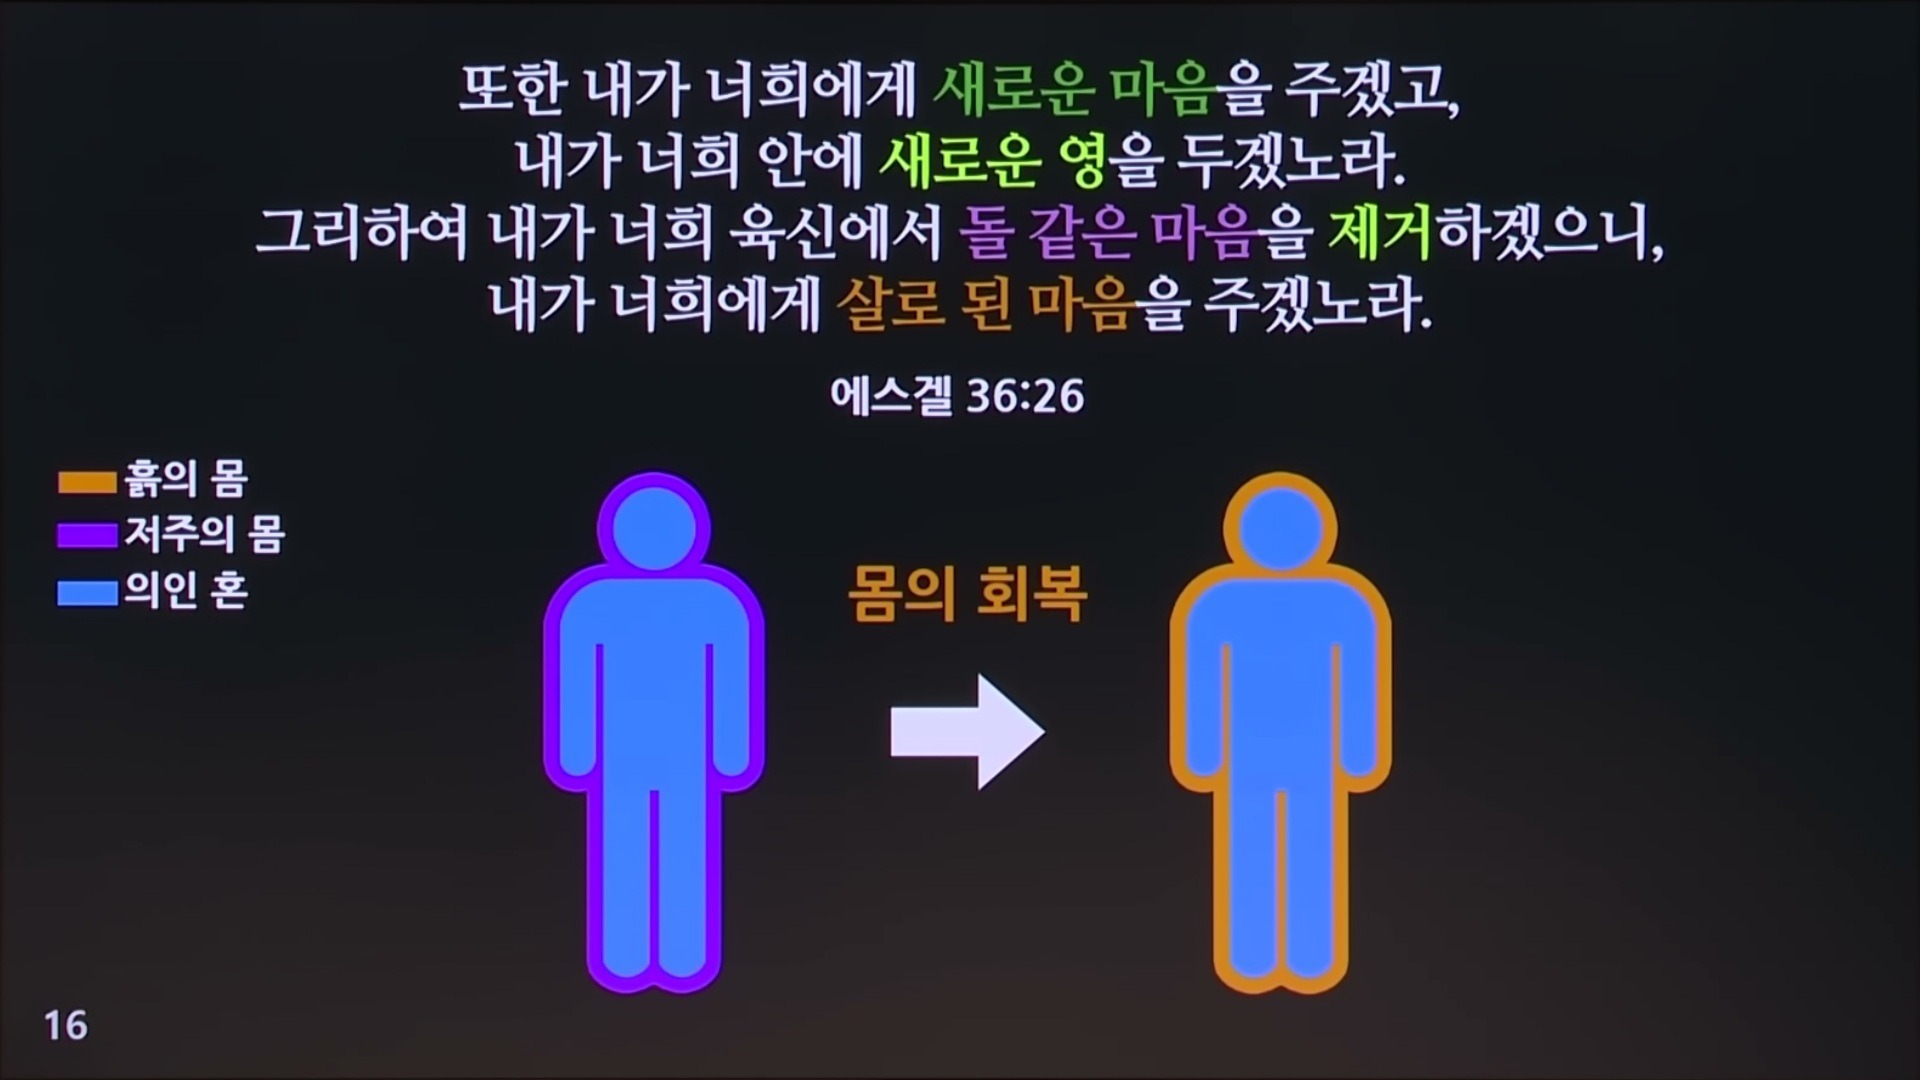 또한 내가 너희에게 새로운 마음을 주겠고,
내가 너희 안에 새로운 영을 두겠노라.
그리하여 내가 너희 육신에서 돌 같은 마음을 제거하겠으니,
내가 너희에게 살로 된 마음을 주겠노라.
에스겔 36:26
흙의 몸
저주의 몸
의인 혼
몸의 회복
16